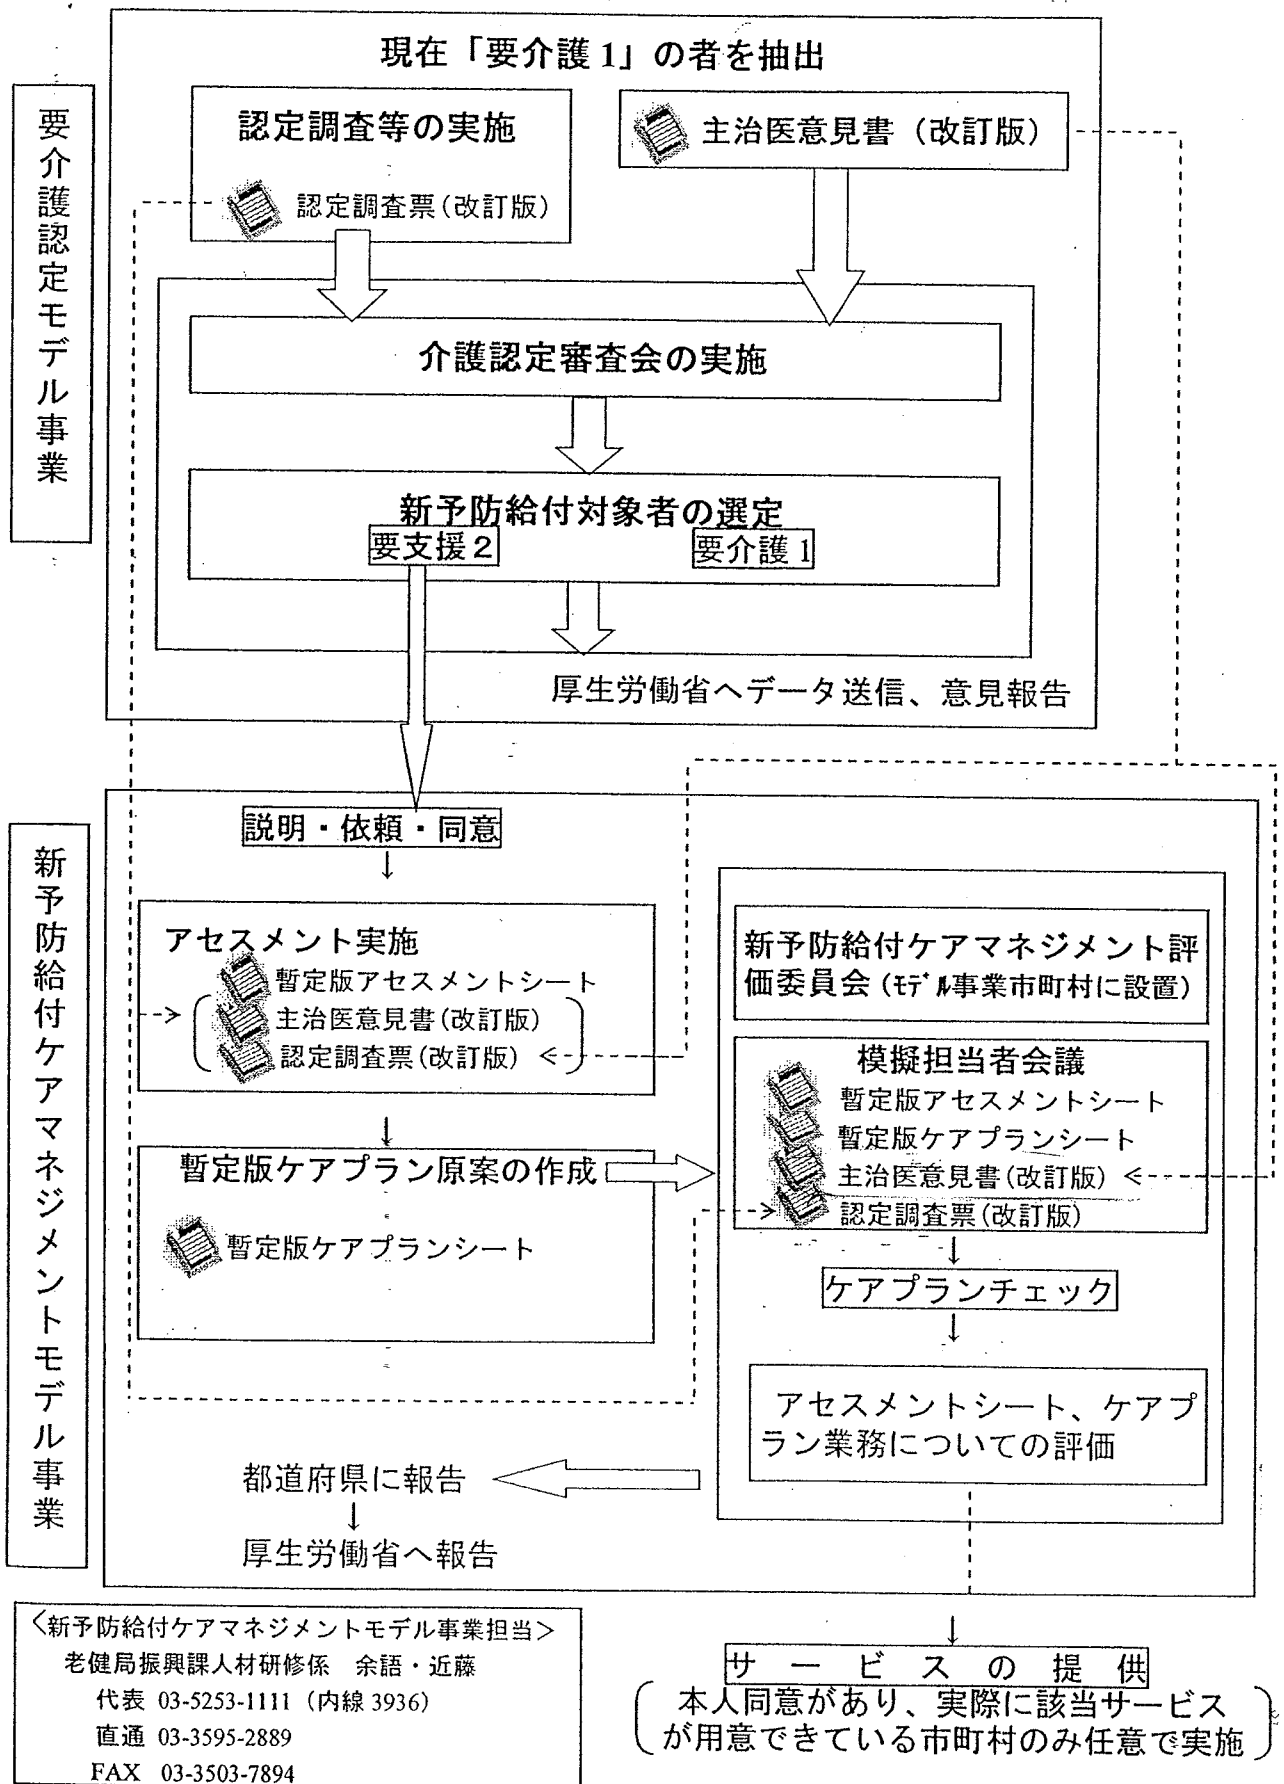 現在「要介護1」の者を抽出
要介護認定モデル事業
認定調査等の実施
認定調査票(改訂版)
主治医意見書(改訂版)
介護認定審査会の実施
新予防給付対象者の選定
要支援2
要介護1
厚生労働省へデータ送信、意見報告
新予防給付ケアマネジメントモデル事業
説明・依頼・同意
↓
アセスメント実施
暫定版アセスメントシート
主治医意見書(改訂版)
認定調査票(改訂版)
↓
暫定版ケアプラン原案の作成
暫定版ケアプランシート
新予防給付ケアマネジメント評
価委員会(ﾓﾃﾞﾙ事業市町村に設置)
模擬担当者会議
暫定版アセスメントシート
暫定版ケアプランシート
主治医意見書(改訂版)
認定調査票(改訂版)
↓
ケアプランチェック
↓
アセスメントシート、ケアプ
ラン業務についての評価
都道府県に報告
↓
厚生労働省へ報告
↓
サービスの提供
本人同意があり、実際に該当サービス
が用意できている市町村のみ任意で実施
<新予防給付ケアマネジメントモデル事業担当>
老健局振興課人材研修係 余語・近藤
代表 03-5253-1111(内線 3936)
直通 03-3595-2889
FAX 03-3503-7894